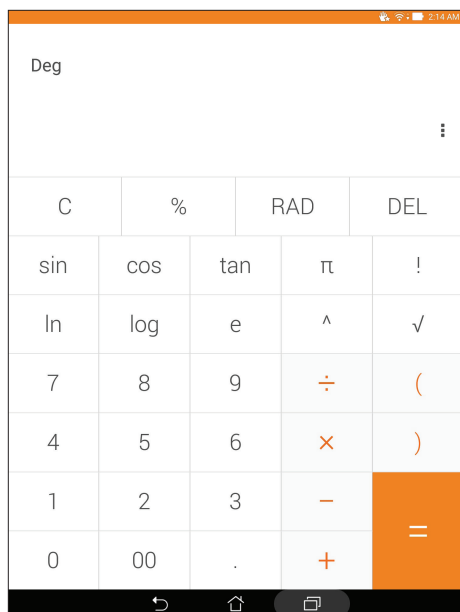 2:14 AM
Deg
C % RAD DEL
sin cos tan π !
ln log e ^ √
7 8 9 ÷ (
4 5 6 × )
1 2 3 −
=
0 00 . +